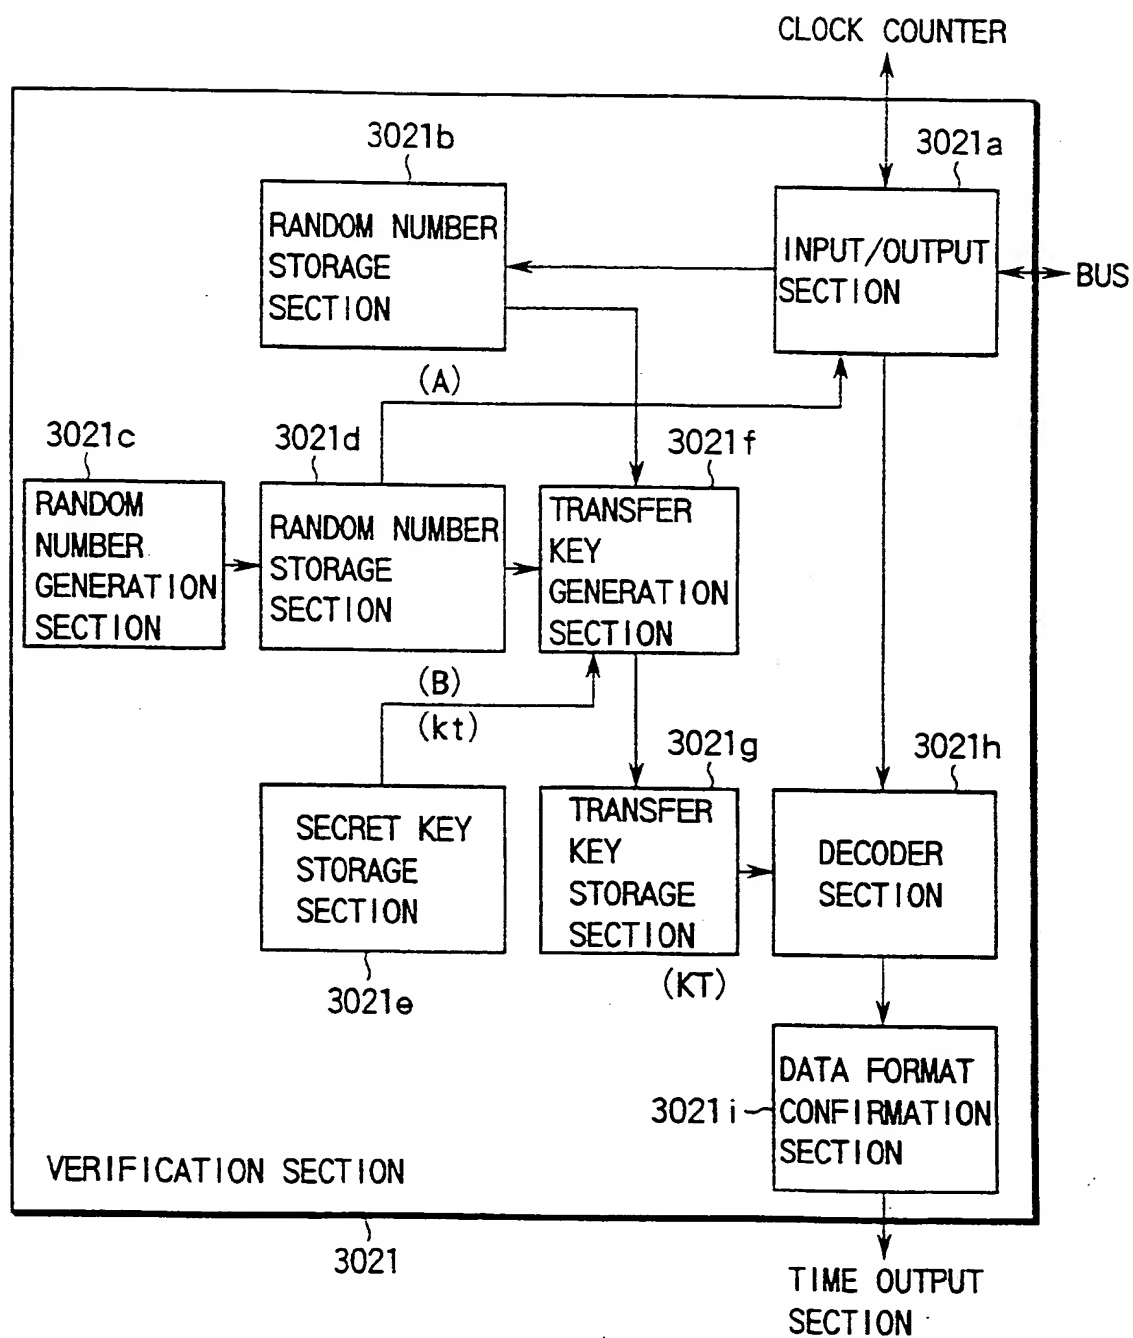 CLOCK COUNTER
3021b
3021a
RANDOM NUMBER
STORAGE
SECTION
INPUT/OUTPUT
SECTION
BUS
(A)
3021c
3021d
3021f
RANDOM
NUMBER
GENERATION
SECTION
RANDOM NUMBER
STORAGE
SECTION
TRANSFER
KEY
GENERATION
SECTION
(B)
(kt)
3021g
3021h
SECRET KEY
STORAGE
SECTION
TRANSFER
KEY
STORAGE
SECTION
DECODER
SECTION
3021e
(KT)
DATA FORMAT
CONFIRMATION
SECTION
3021i
VERIFICATION SECTION
3021
TIME OUTPUT
SECTION